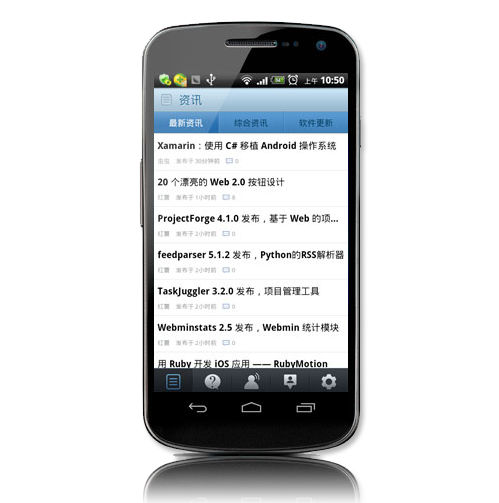 上午 10:50
资讯
最新资讯 综合资讯 软件更新
Xamarin：使用 C# 移植 Android 操作系统
虫虫 发布于 30分钟前 0
20 个漂亮的 Web 2.0 按钮设计
红薯 发布于 1小时前 8
ProjectForge 4.1.0 发布，基于 Web 的项...
红薯 发布于 2小时前 0
feedparser 5.1.2 发布，Python的RSS解析器
红薯 发布于 2小时前 0
TaskJuggler 3.2.0 发布，项目管理工具
红薯 发布于 2小时前 0
Webminstats 2.5 发布，Webmin 统计模块
红薯 发布于 2小时前 0
用 Ruby 开发 iOS 应用 —— RubyMotion